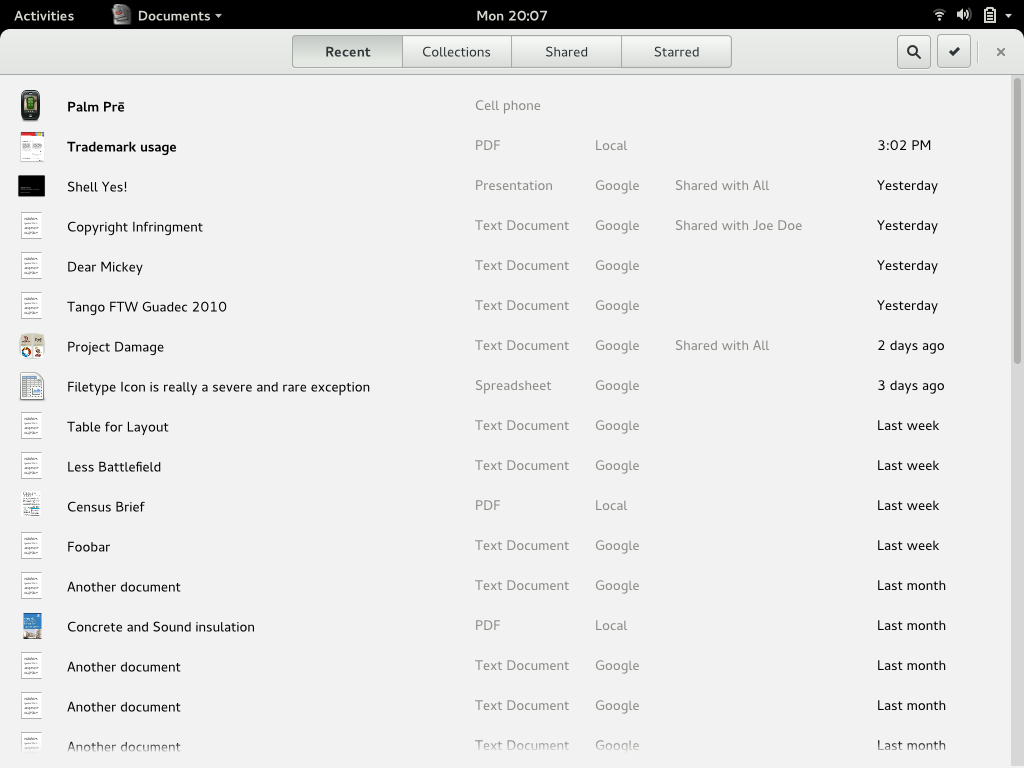 Activities Documents Mon 20:07
Recent Collections Shared Starred
Palm Prē Cell phone
Trademark usage PDF Local 3:02 PM
Shell Yes! Presentation Google Shared with All Yesterday
Copyright Infringment Text Document Google Shared with Joe Doe Yesterday
Dear Mickey Text Document Google Yesterday
Tango FTW Guadec 2010 Text Document Google Yesterday
Project Damage Text Document Google Shared with All 2 days ago
Filetype Icon is really a severe and rare exception Spreadsheet Google 3 days ago
Table for Layout Text Document Google Last week
Less Battlefield Text Document Google Last week
Census Brief PDF Local Last week
Foobar Text Document Google Last week
Another document Text Document Google Last month
Concrete and Sound insulation PDF Local Last month
Another document Text Document Google Last month
Another document Text Document Google Last month
Another document Text Document Google Last month